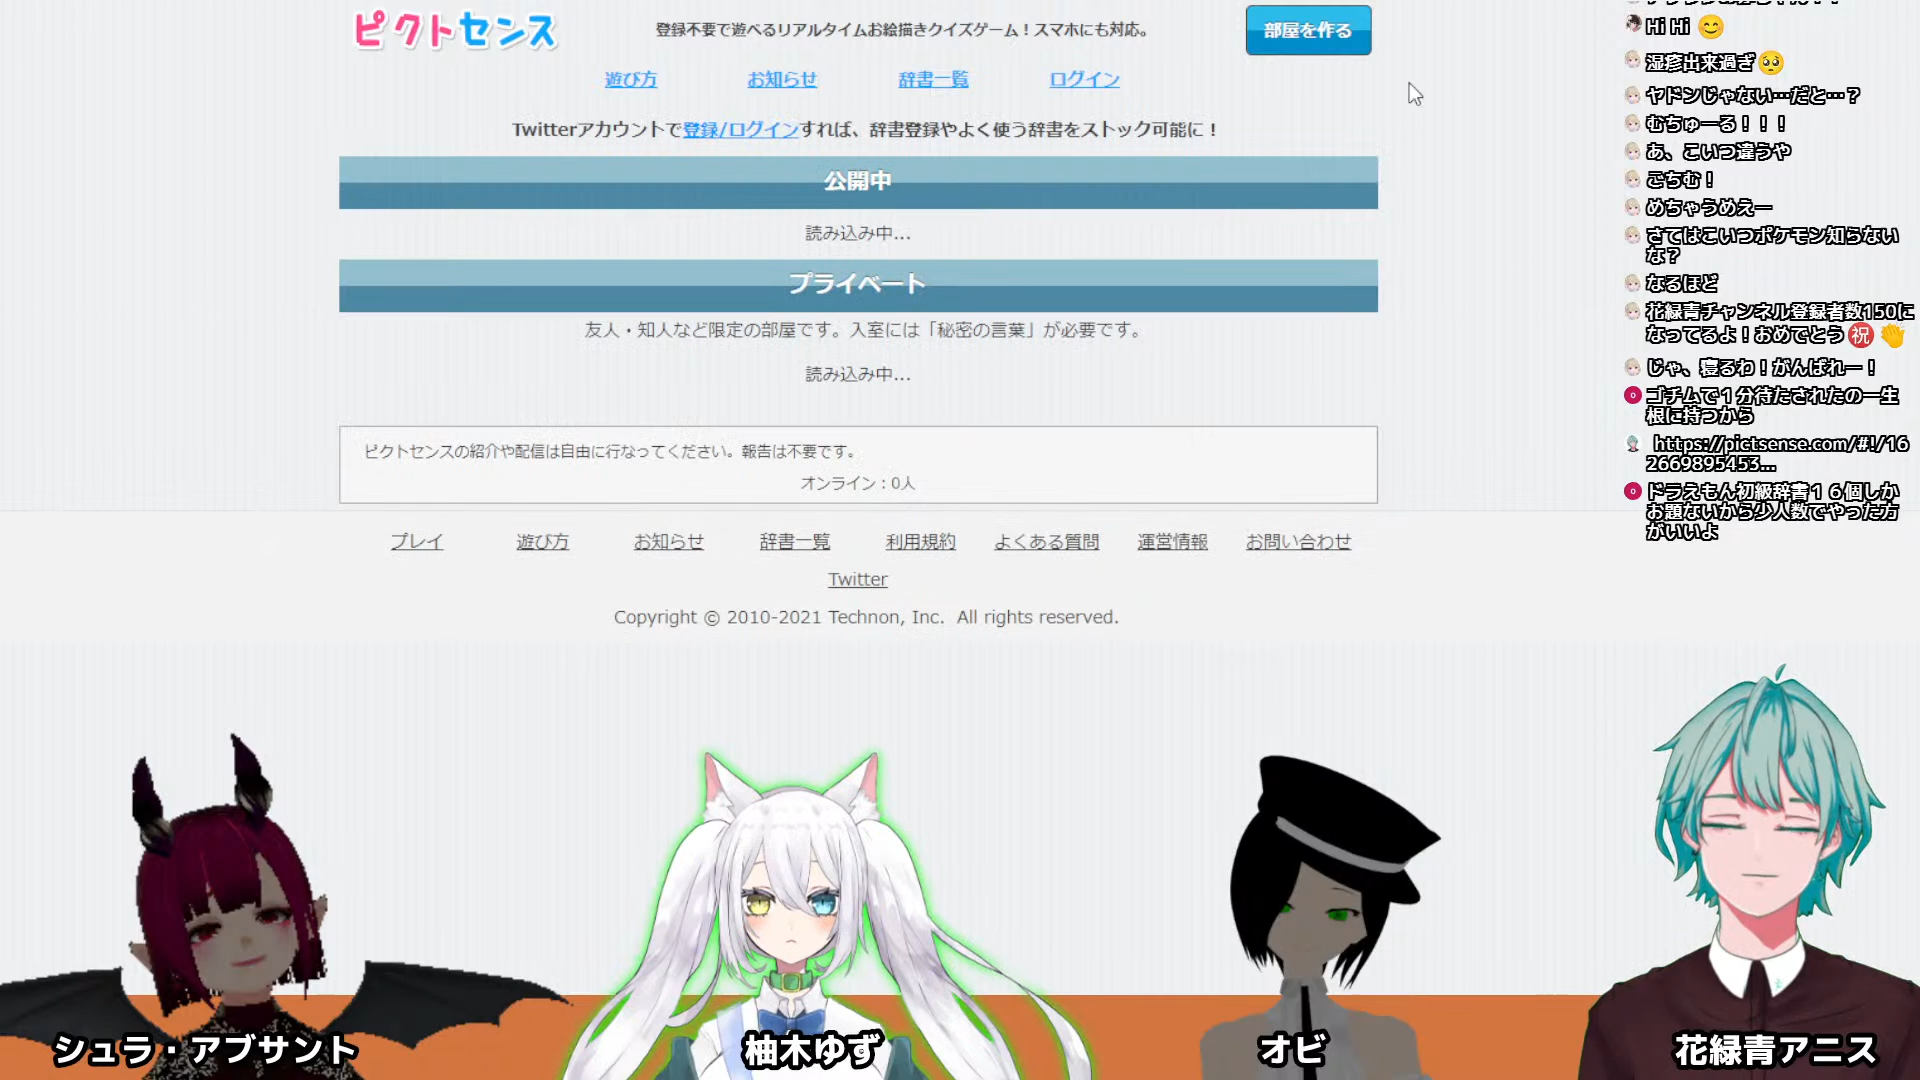 ピクトセンス
登録不要で遊べるリアルタイムお絵描きクイズゲーム！スマホにも対応。
部屋を作る
遊び方
お知らせ
辞書一覧
ログイン
Twitterアカウントで登録/ログインすれば、辞書登録やよく使う辞書をストック可能に！
公開中
読み込み中...
プライベート
友人・知人など限定の部屋です。入室には「秘密の言葉」が必要です。
読み込み中...
ピクトセンスの紹介や配信は自由に行なってください。報告は不要です。
オンライン：0人
プレイ
遊び方
お知らせ
辞書一覧
利用規約
よくある質問
運営情報
お問い合わせ
Twitter
Copyright © 2010-2021 Technon, Inc. All rights reserved.
Hi Hi 😊
湿疹出来過ぎ🥺
ヤドンじゃない…だと…？
むちゅーる！！！
あ、こいつ違うや
ごちむ！
めちゃうめえー
さてはこいつポケモン知らない
な？
なるほど
花緑青チャンネル登録者数150に
なってるよ！おめでとう㊗👏
じゃ、寝るわ！がんばれー！
ゴチムで１分待たされたの一生
根に持つから
https://pictsense.com/#!/16
2669895453...
ドラえもん初級辞書１６個しか
お題ないから少人数でやった方
がいいよ
シュラ・アブサント
柚木ゆず
オビ
花緑青アニス